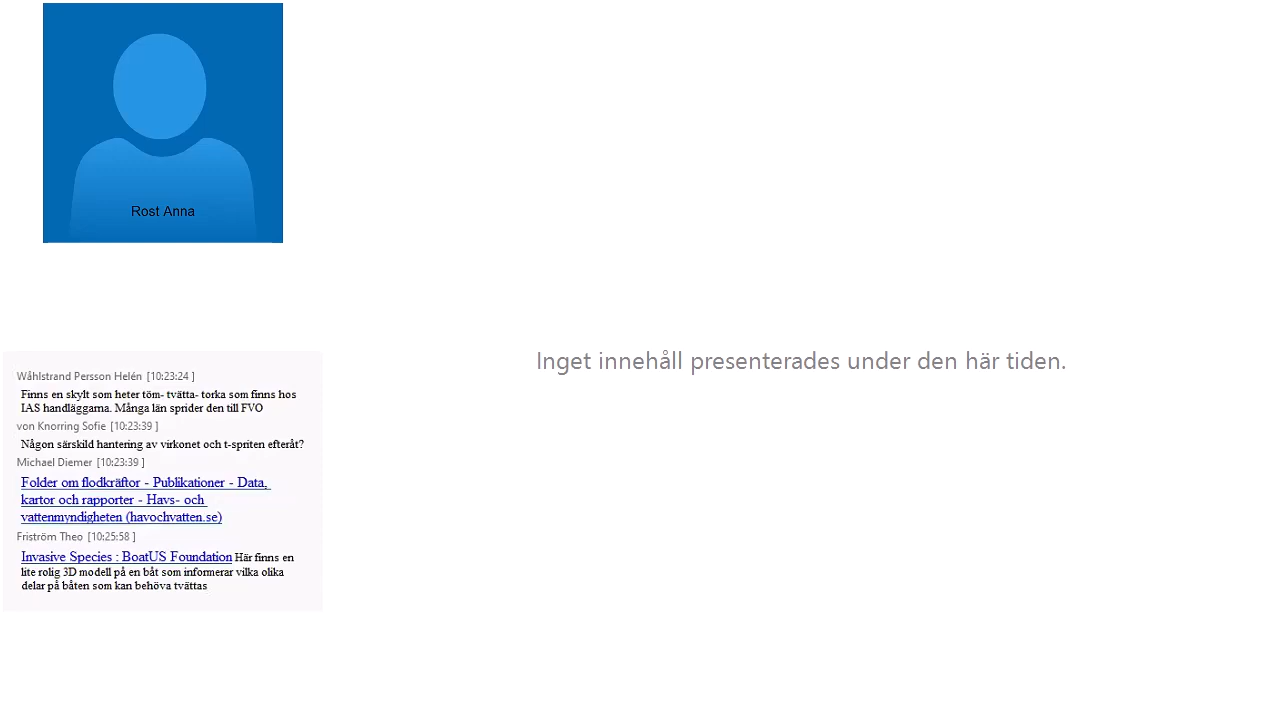 Rost Anna
Inget innehåll presenterades under den här tiden.
Wåhlstrand Persson Helén [10:23:24 ]
Finns en skylt som heter töm- tvätta- torka som finns hos
IAS handläggarna. Många län sprider den till FVO
von Knorring Sofie [10:23:39 ]
Någon särskild hantering av virkonet och t-spriten efteråt?
Michael Diemer [10:23:39 ]
Folder om flodkräftor - Publikationer - Data,
kartor och rapporter - Havs- och
vattenmyndigheten (havochvatten.se)
Friström Theo [10:25:58 ]
Invasive Species : BoatUS Foundation Här finns en
lite rolig 3D modell på en båt som informerar vilka olika
delar på båten som kan behöva tvättas